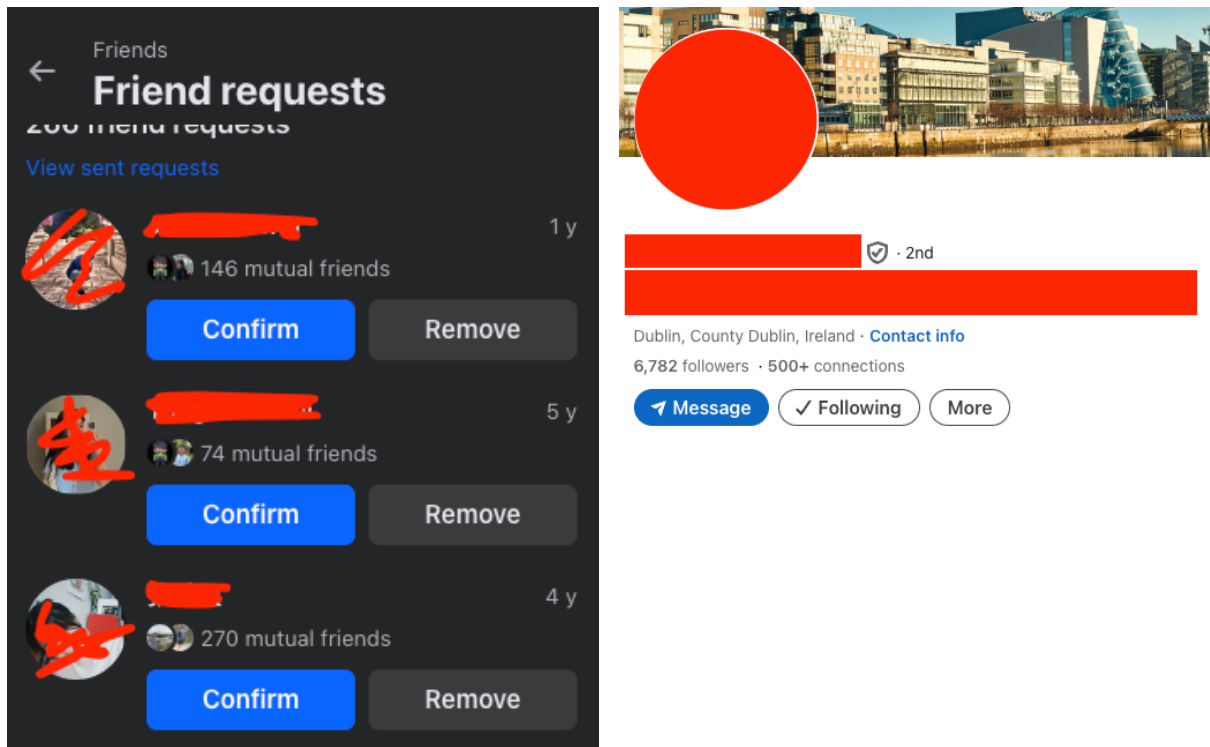 Friends
Friend requests
friend requests
View sent requests
1 y
146 mutual friends
Confirm
Remove
5 y
74 mutual friends
Confirm
Remove
4 y
270 mutual friends
Confirm
Remove
· 2nd
Dublin, County Dublin, Ireland · Contact info
6,782 followers · 500+ connections
Message
Following
More